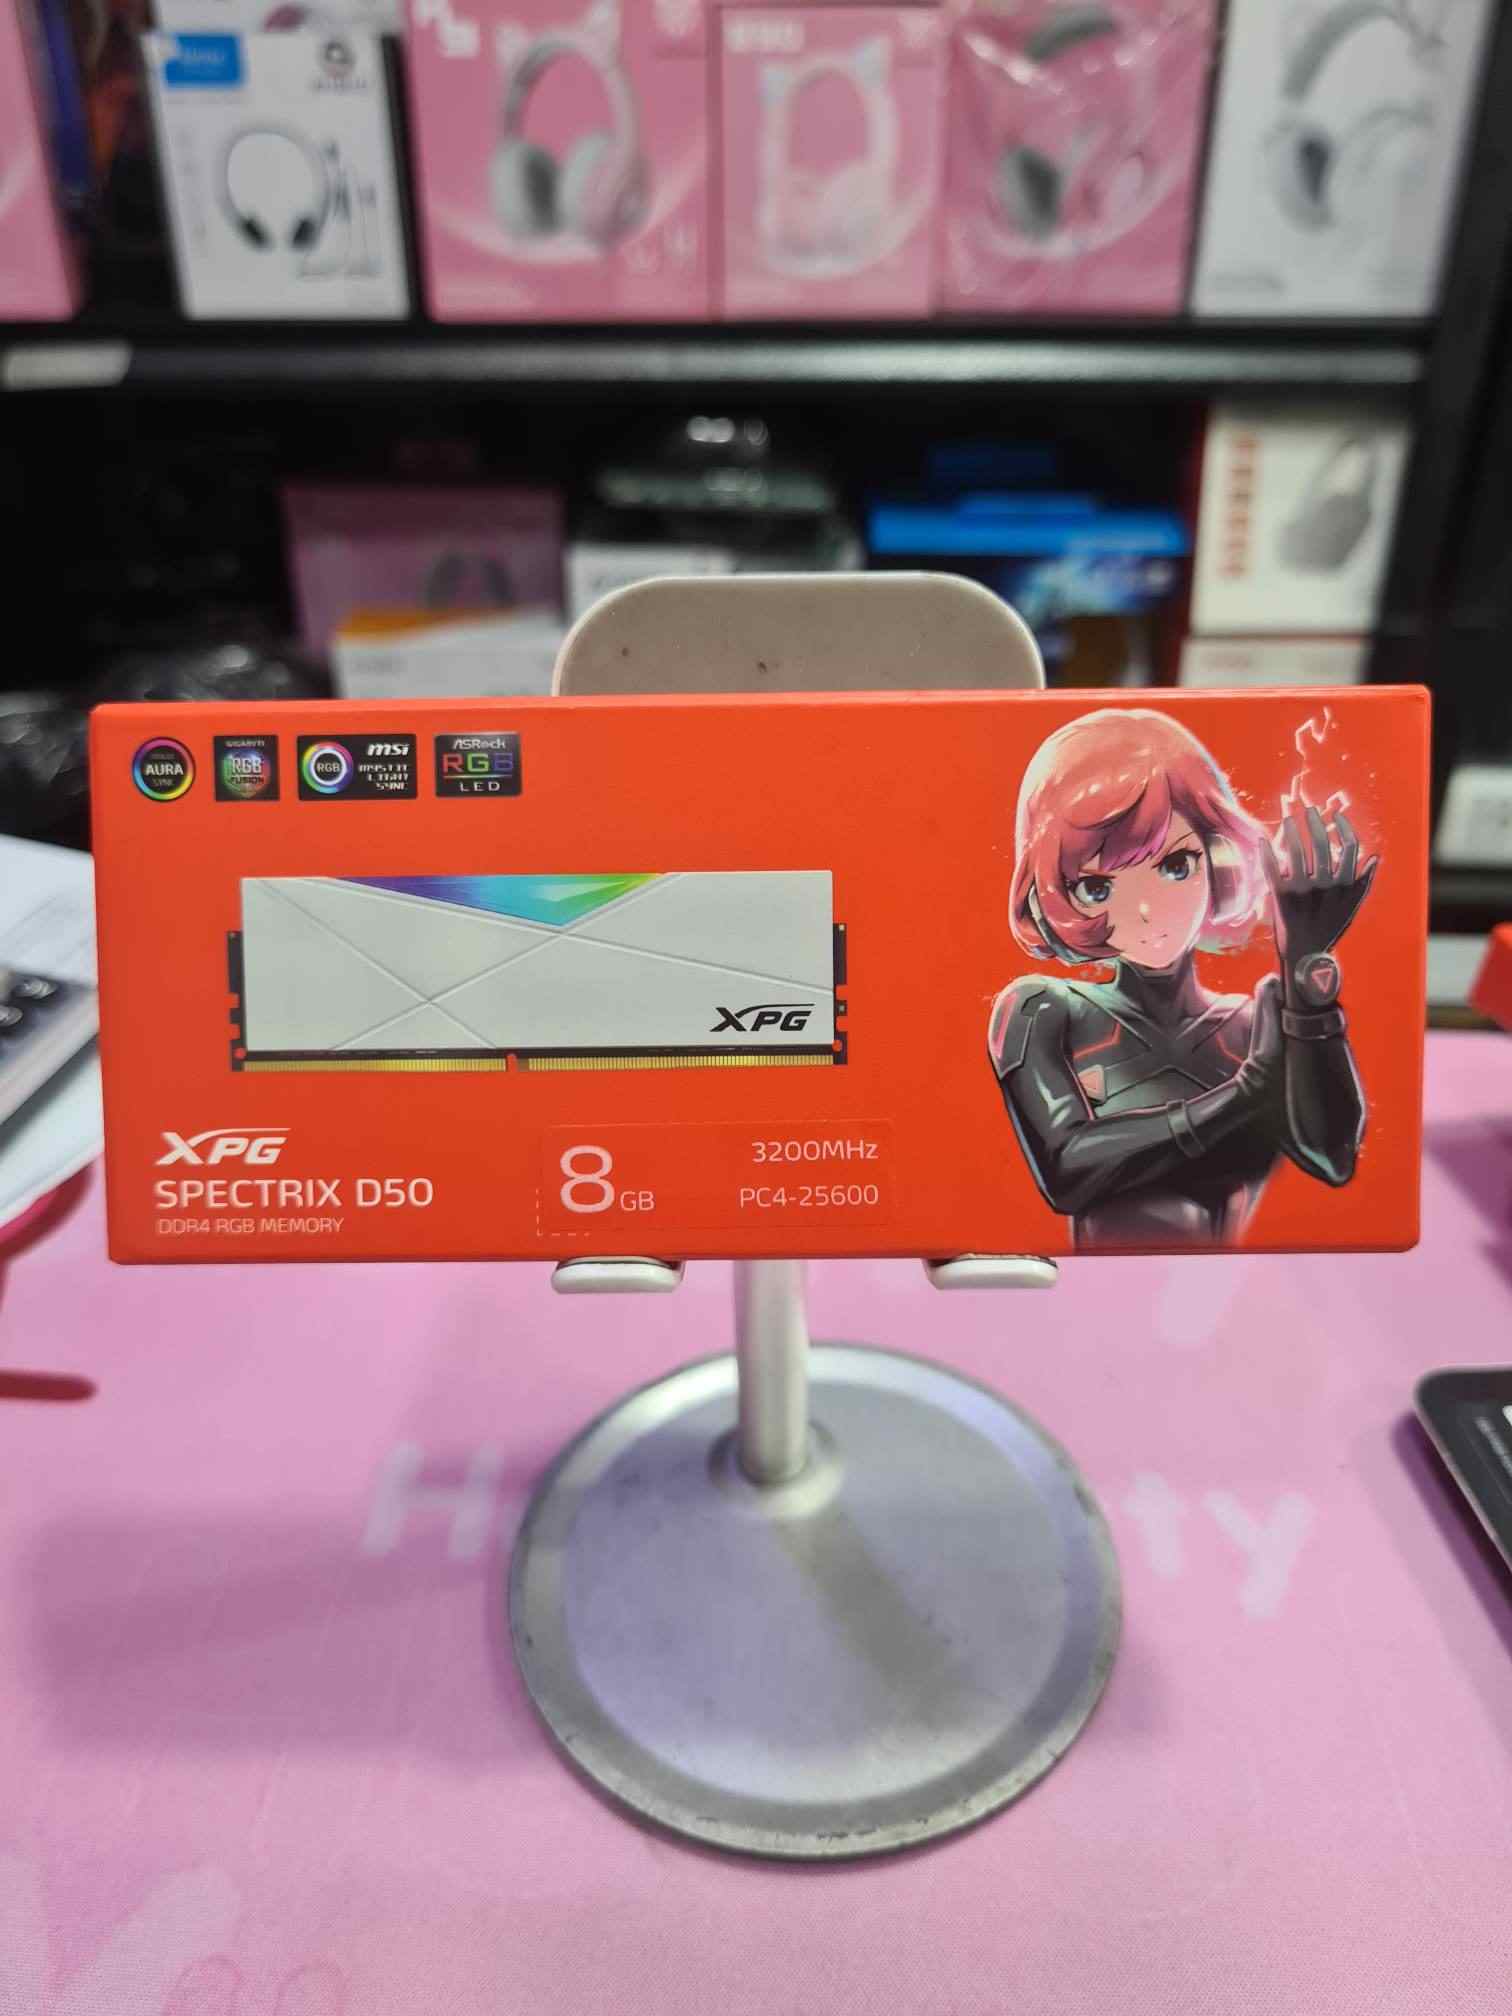 AURA
SYNC
GIGABYTE
RGB
FUSION
RGB
msi
MYSTIC
LIGHT
SYNC
ASRock
RGB
LED
XPG
XPG
SPECTRIX D50
DDR4 RGB MEMORY
8GB
3200MHz
PC4-25600